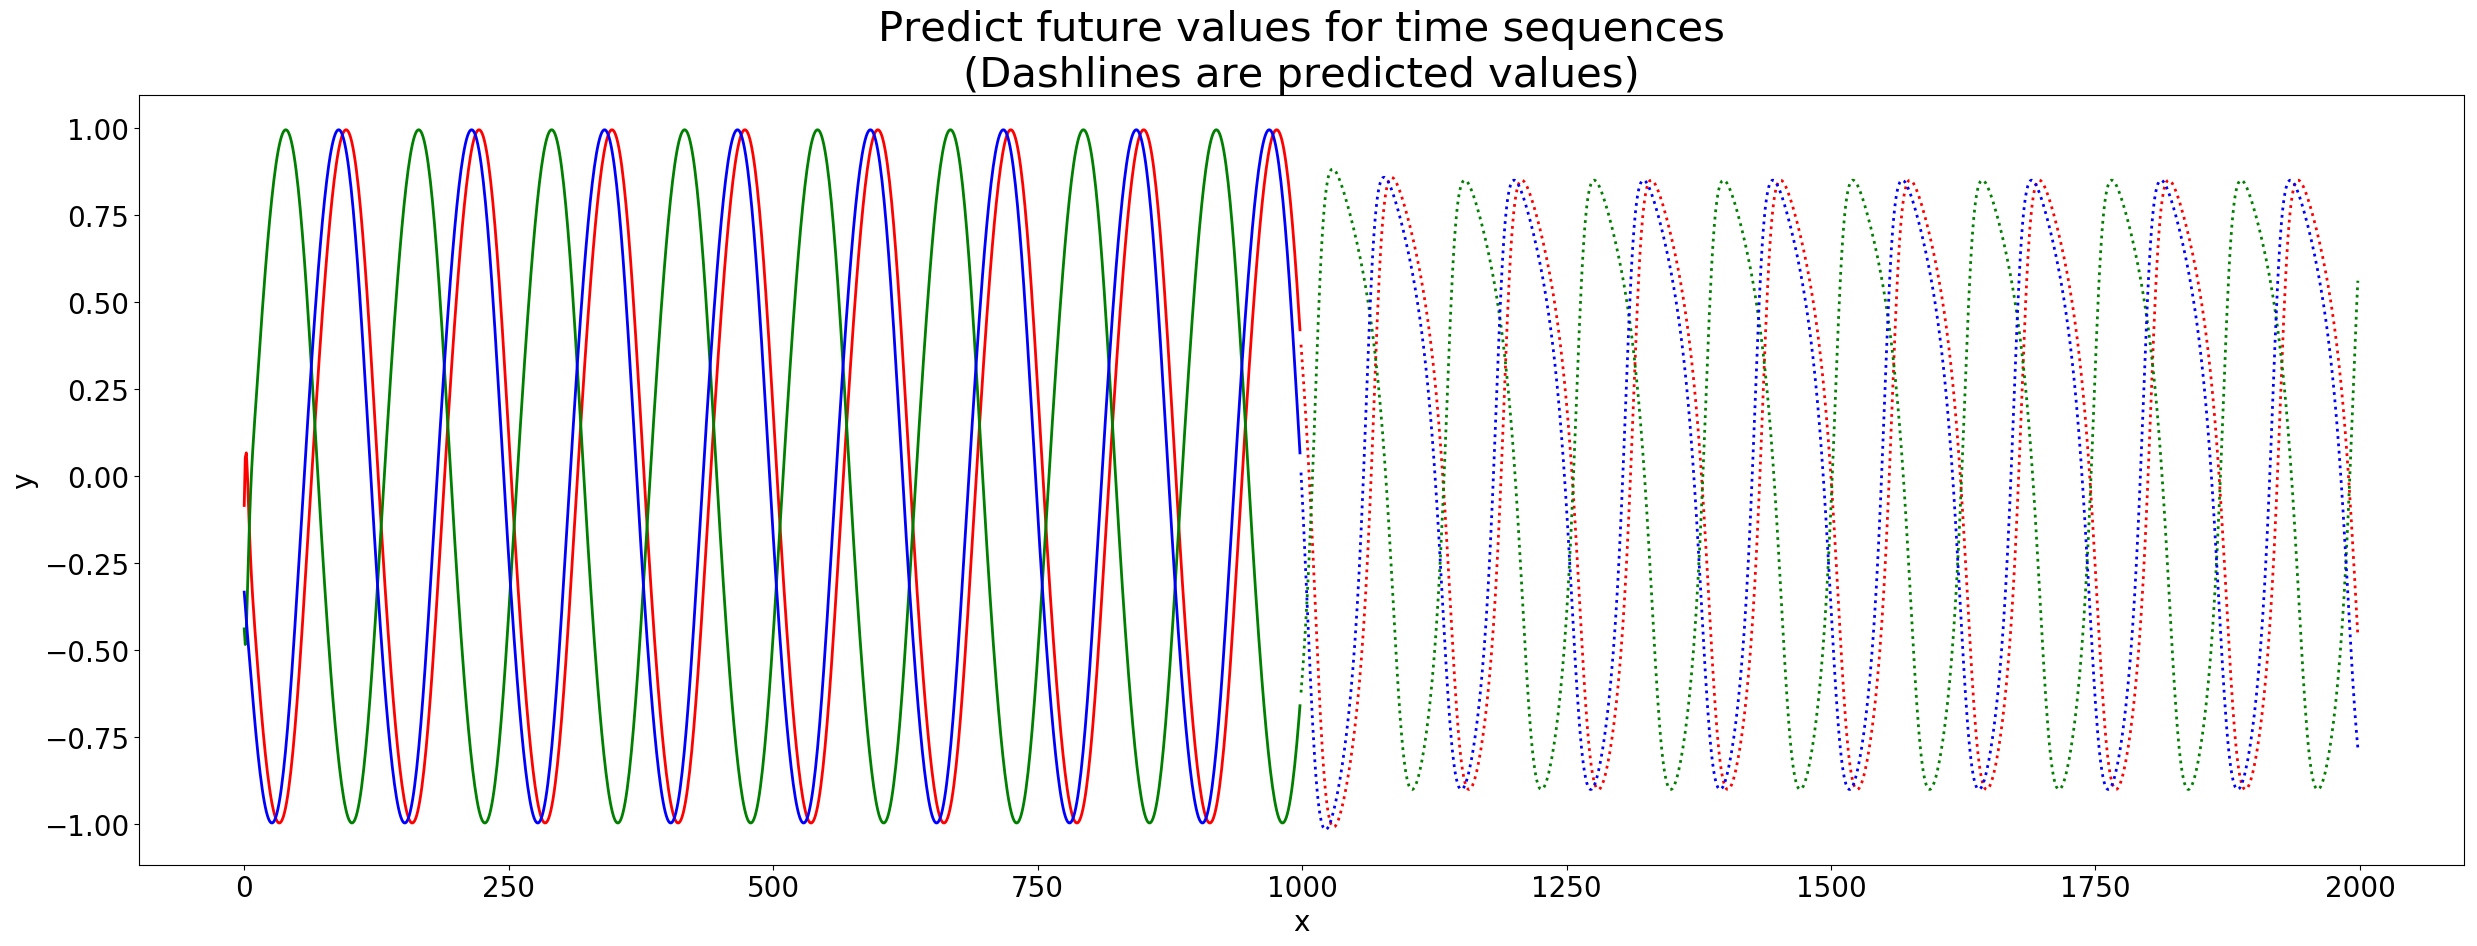 Predict future values for time sequences
(Dashlines are predicted values)
1.00
0.75
0.50
0.25
0.00
−0.25
−0.50
−0.75
−1.00
y
0 250 500 750 1000 1250 1500 1750 2000
x